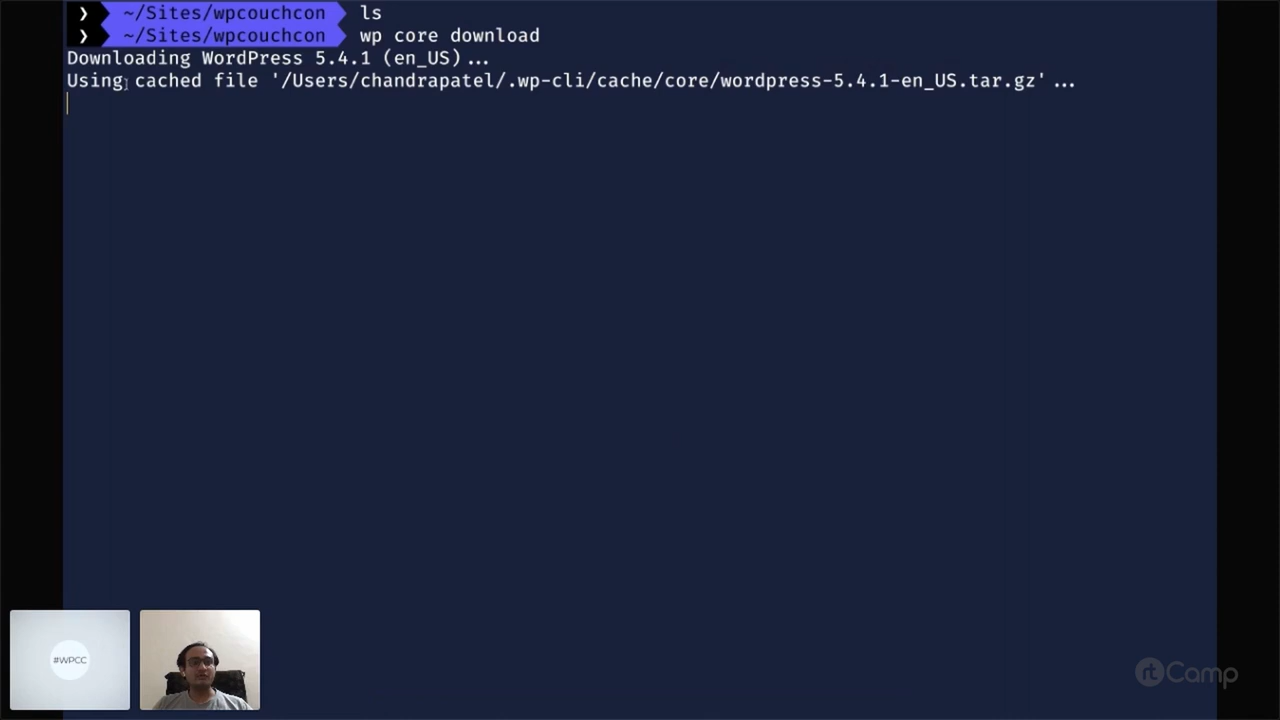 ❯ ~/Sites/wpcouchcon ls
❯ ~/Sites/wpcouchcon wp core download
Downloading WordPress 5.4.1 (en_US)...
Using cached file '/Users/chandrapatel/.wp-cli/cache/core/wordpress-5.4.1-en_US.tar.gz'...
#WPCC
rtCamp